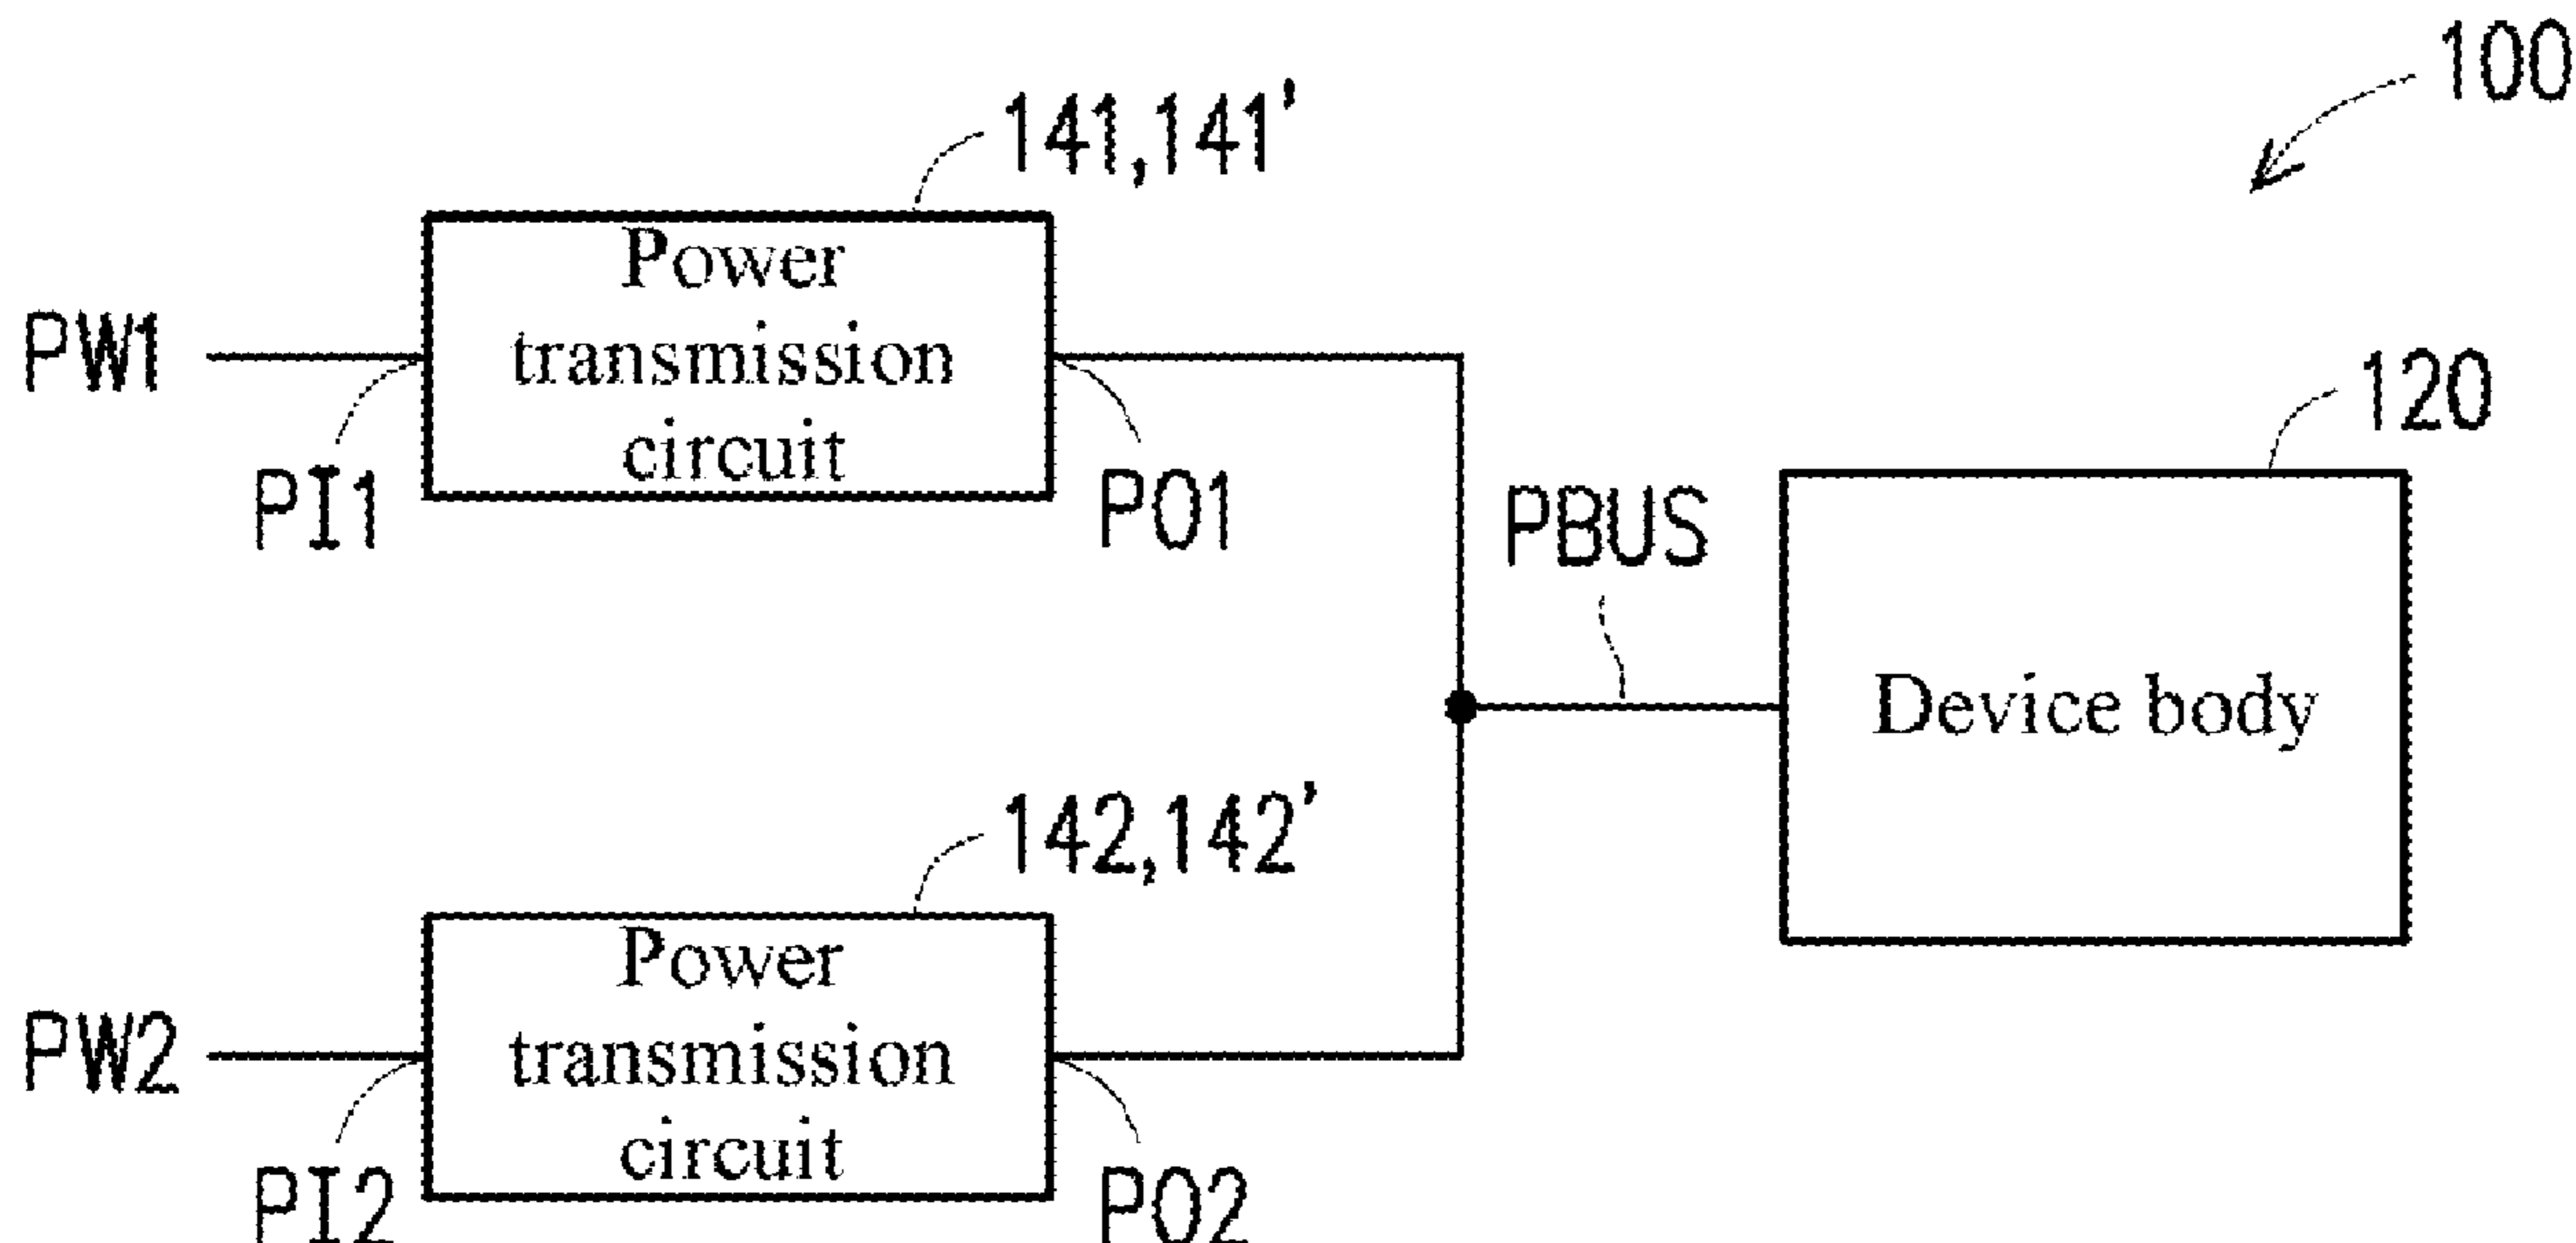 100
141,141'
Power
transmission
circuit
PW1
PI1
PO1
120
PBUS
Device body
142,142'
Power
transmission
circuit
PW2
PI2
PO2